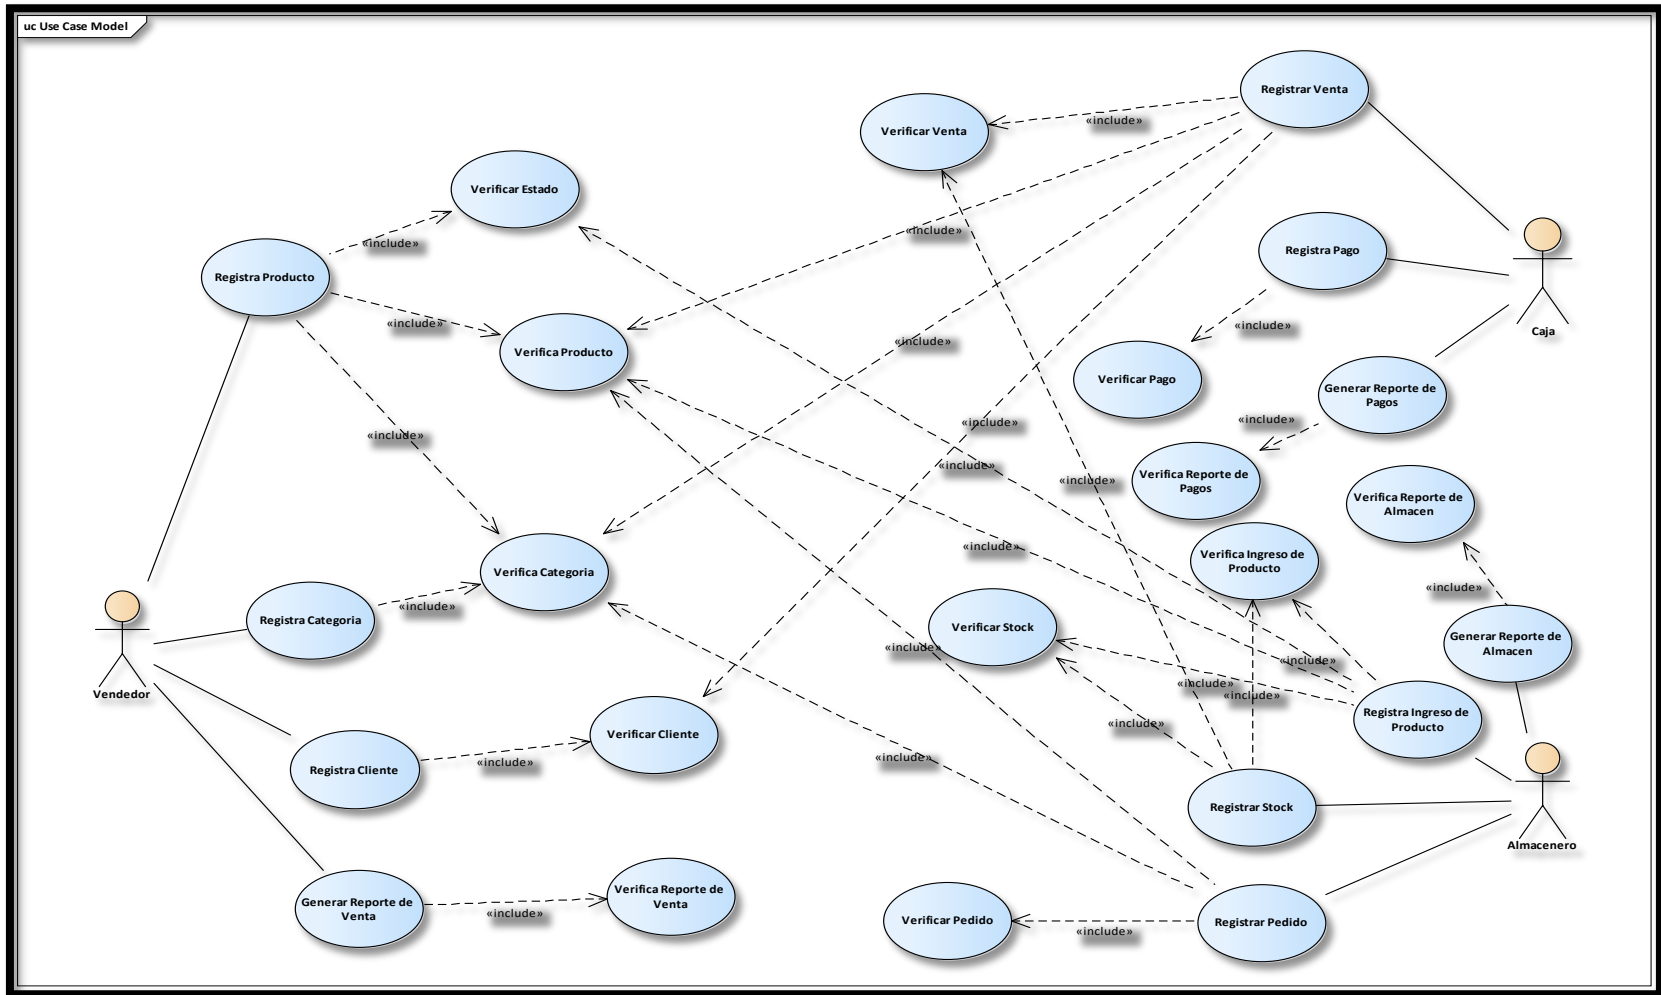 uc Use Case Model
Registrar Venta
Verificar Venta
«include»
Verificar Estado
«include»
«include»
Registra Pago
Registra Producto
«include»
«include»
Caja
Verifica Producto
«include»
Verificar Pago
Generar Reporte de
Pagos
«include»
«include»
«include»
«include»
«include»
Verifica Reporte de
Pagos
Verifica Reporte de
Almacen
«include»
Verifica Ingreso de
Producto
Verifica Categoria
«include»
«include»
Registra Categoria
Verificar Stock
Generar Reporte de
Almacen
«include»
«include»
«include»
«include»
Vendedor
Registra Ingreso de
Producto
«include»
Verificar Cliente
«include»
«include»
Registra Cliente
Registrar Stock
Almacenero
Generar Reporte de
Venta
«include»
Verifica Reporte de
Venta
Verificar Pedido
«include»
Registrar Pedido